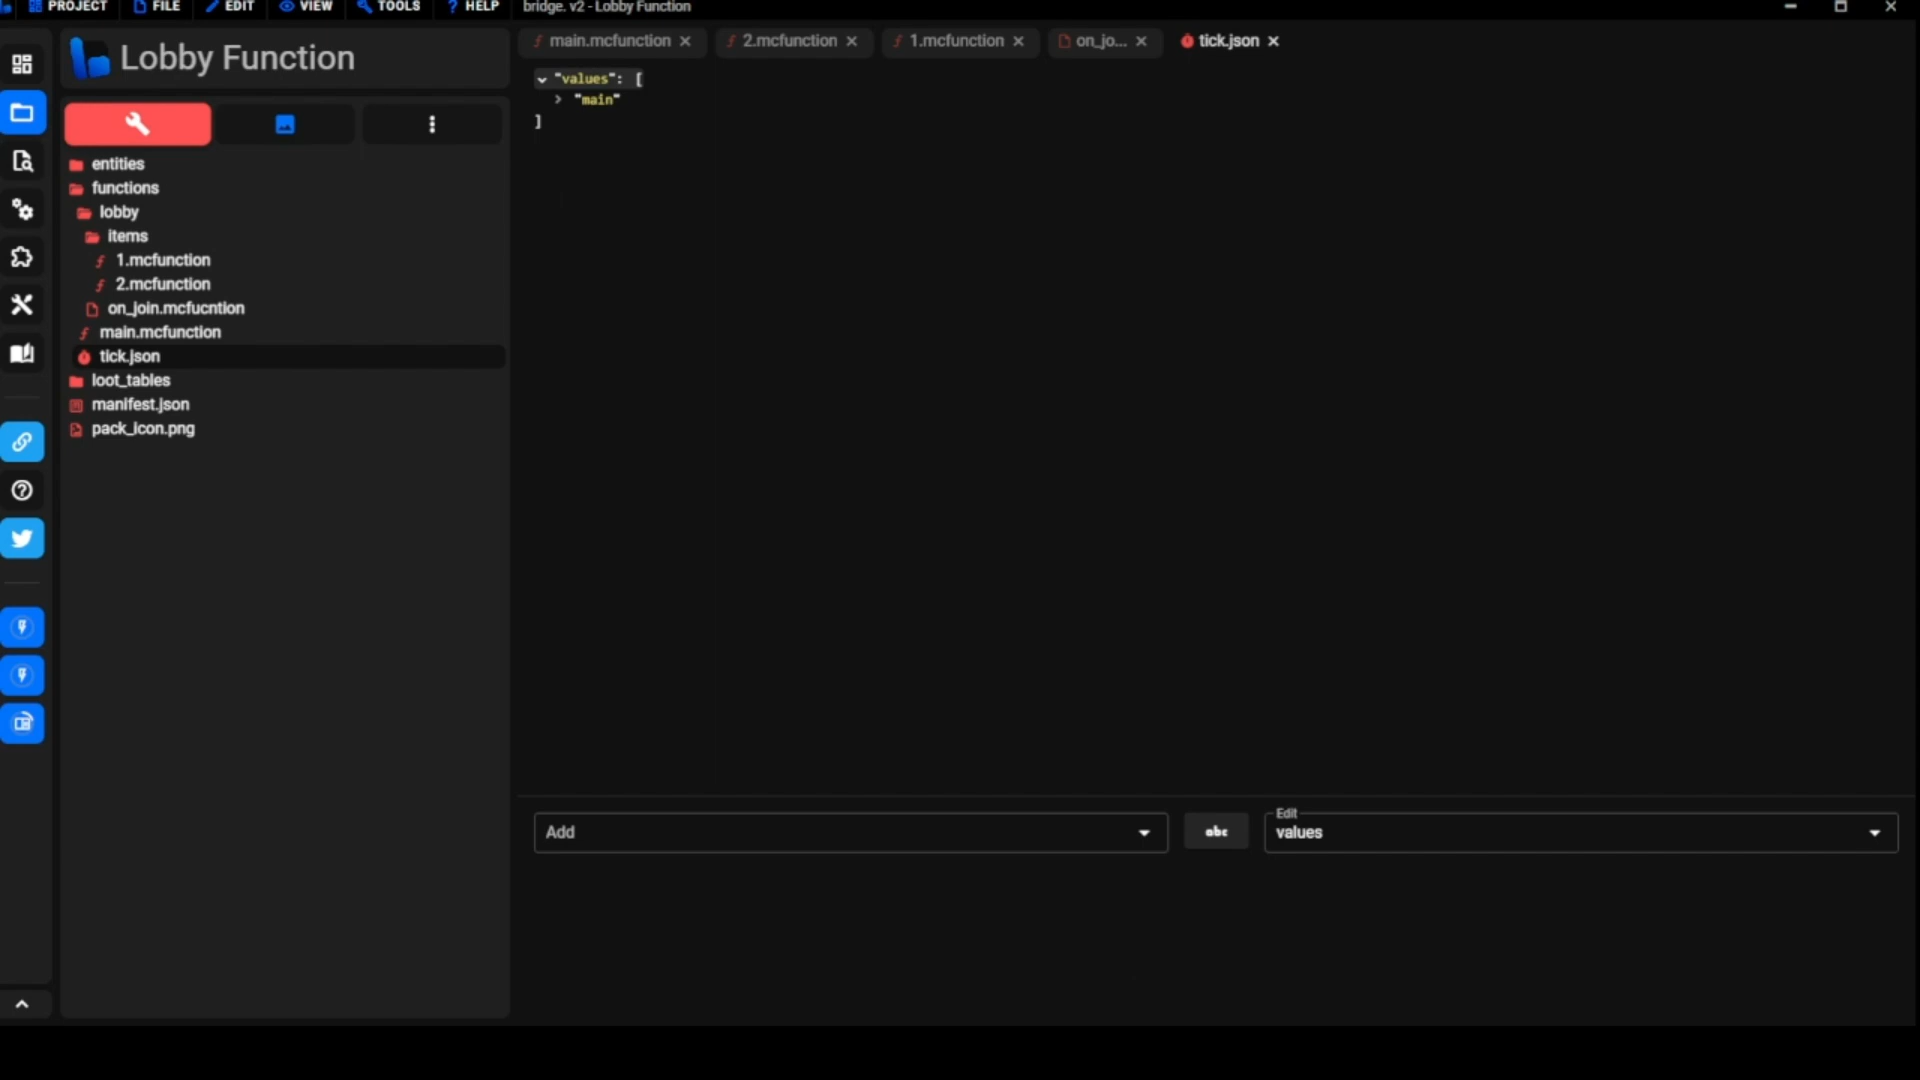 PROJECT FILE EDIT VIEW TOOLS ? HELP bridge. v2 - Lobby Function
Lobby Function
main.mcfunction 2.mcfunction 1.mcfunction on_jo... tick.json
"values": [
"main"
]
entities
functions
lobby
items
1.mcfunction
2.mcfunction
on_join.mcfucntion
main.mcfunction
tick.json
loot_tables
manifest.json
pack_icon.png
Add abc Edit
values